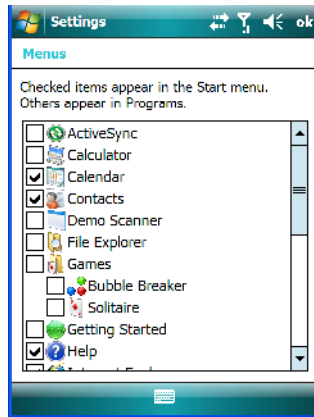 Settings
ok
Menus
Checked items appear in the Start menu.
Others appear in Programs.
ActiveSync
Calculator
Calendar
Contacts
Demo Scanner
File Explorer
Games
Bubble Breaker
Solitaire
Getting Started
Help